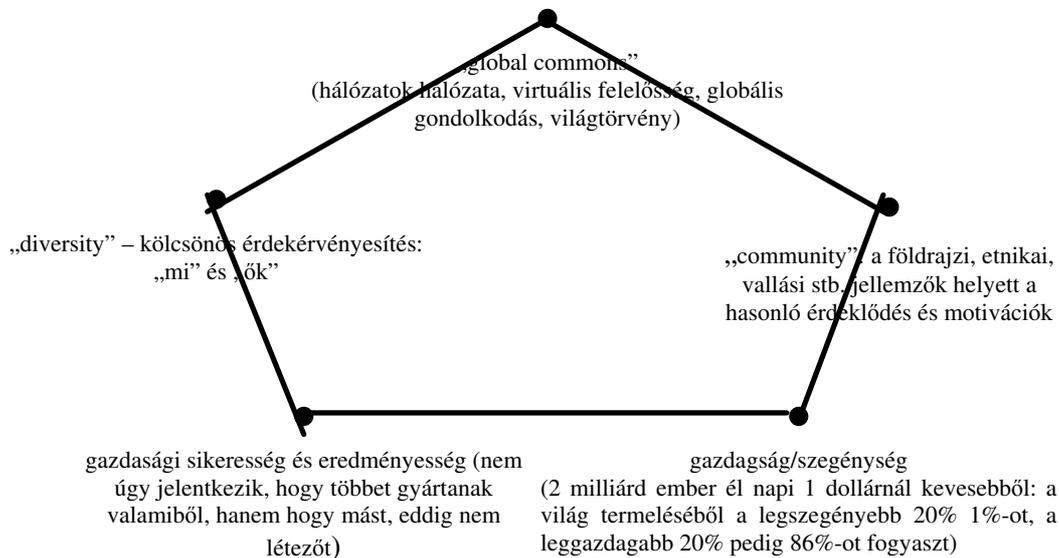 „global commons”
(hálózatok hálózata, virtuális felelősség, globális
gondolkodás, világtörvény)
„diversity” – kölcsönös érdekérvényesítés:
„mi” és „ők”
„community”: a földrajzi, etnikai,
vallási stb. jellemzők helyett a
hasonló érdeklődés és motivációk
gazdasági sikeresség és eredményesség (nem
úgy jelentkezik, hogy többet gyártanak
valamiből, hanem hogy mást, eddig nem
létezőt)
gazdagság/szegénység
(2 milliárd ember él napi 1 dollárnál kevesebből: a
világ termeléséből a legszegényebb 20% 1%-ot, a
leggazdagabb 20% pedig 86%-ot fogyaszt)